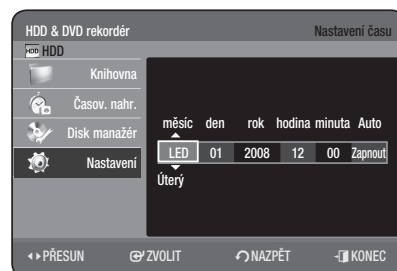 HDD & DVD rekordér Nastavení času
HDD HDD
Knihovna
Časov. nahr.
Disk manažér
Nastavení
měsíc den rok hodina minuta Auto
LED 01 2008 12 00 Zapnout
Úterý
PŘESUN ZVOLIT NAZPĚT KONEC